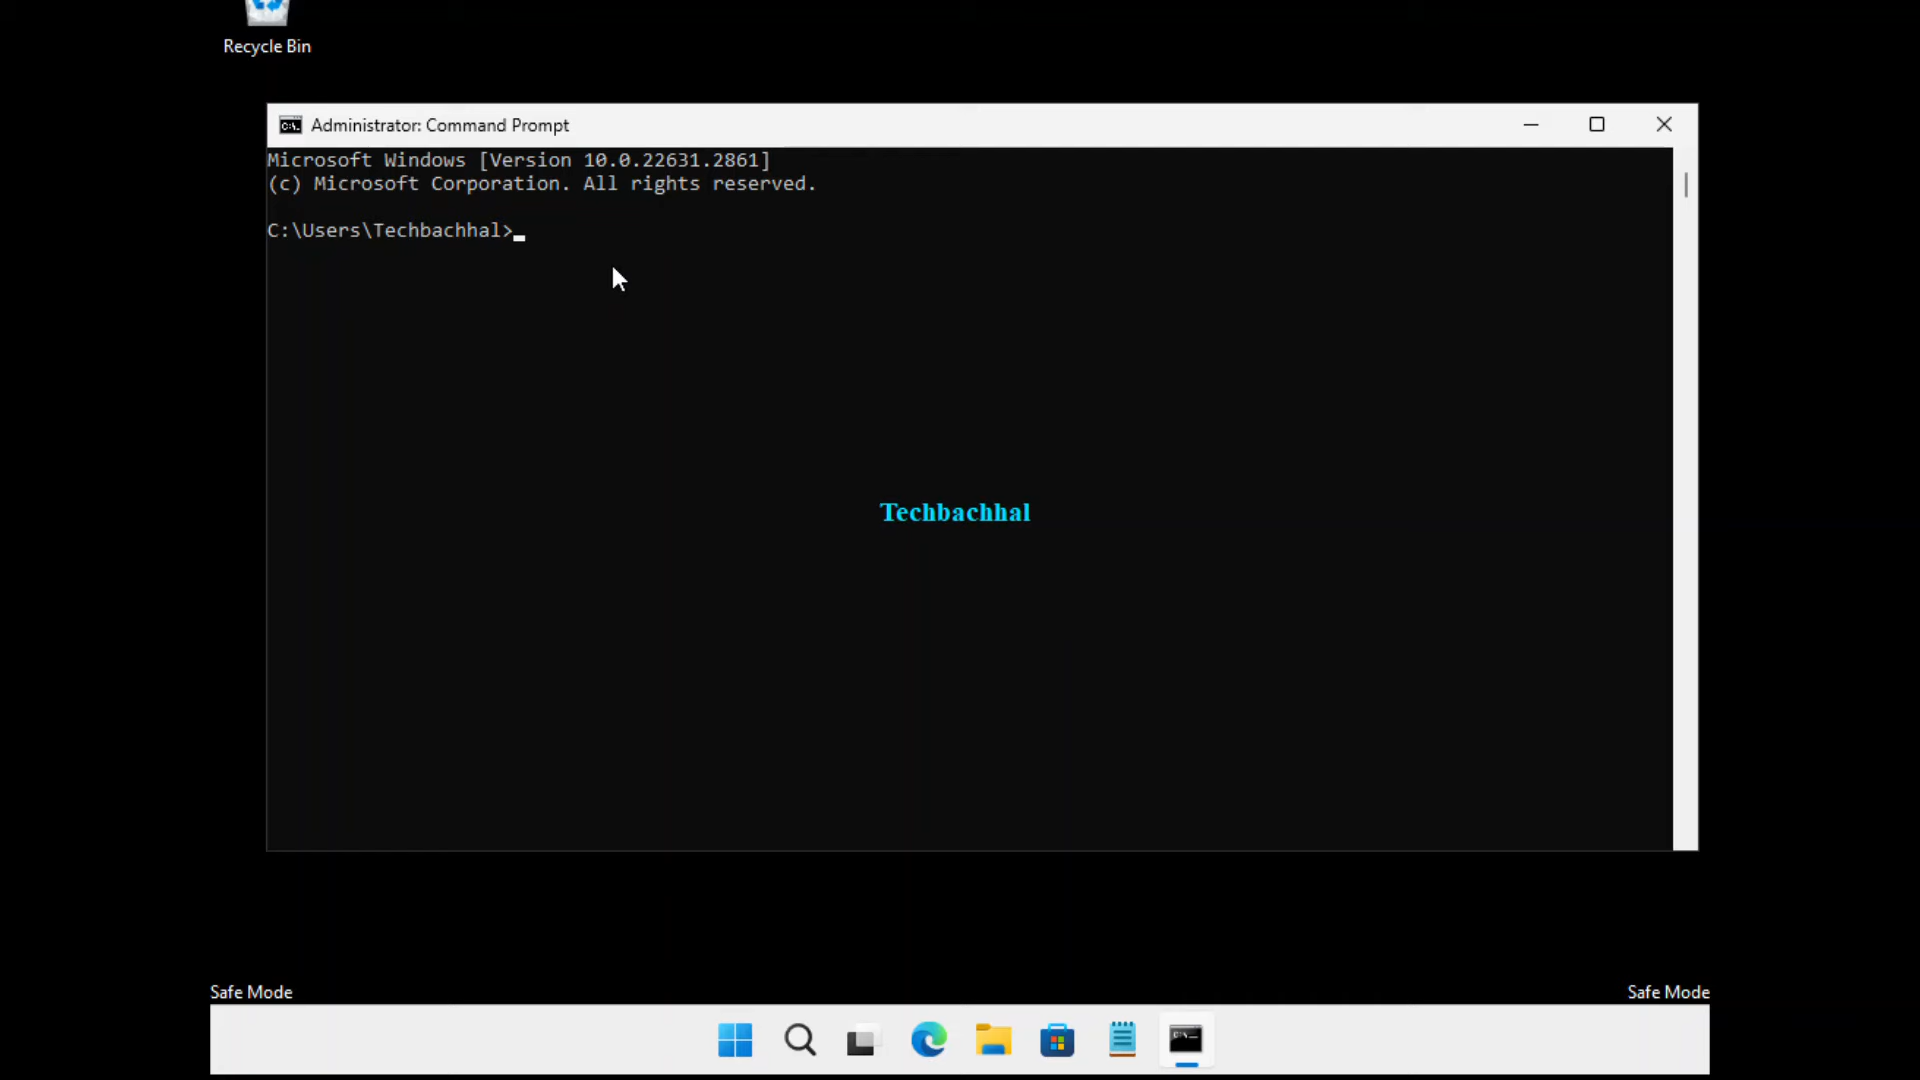 Recycle Bin
Administrator: Command Prompt
Microsoft Windows [Version 10.0.22631.2861]
(c) Microsoft Corporation. All rights reserved.
C:\Users\Techbachhal>
Techbachhal
Safe Mode
Safe Mode